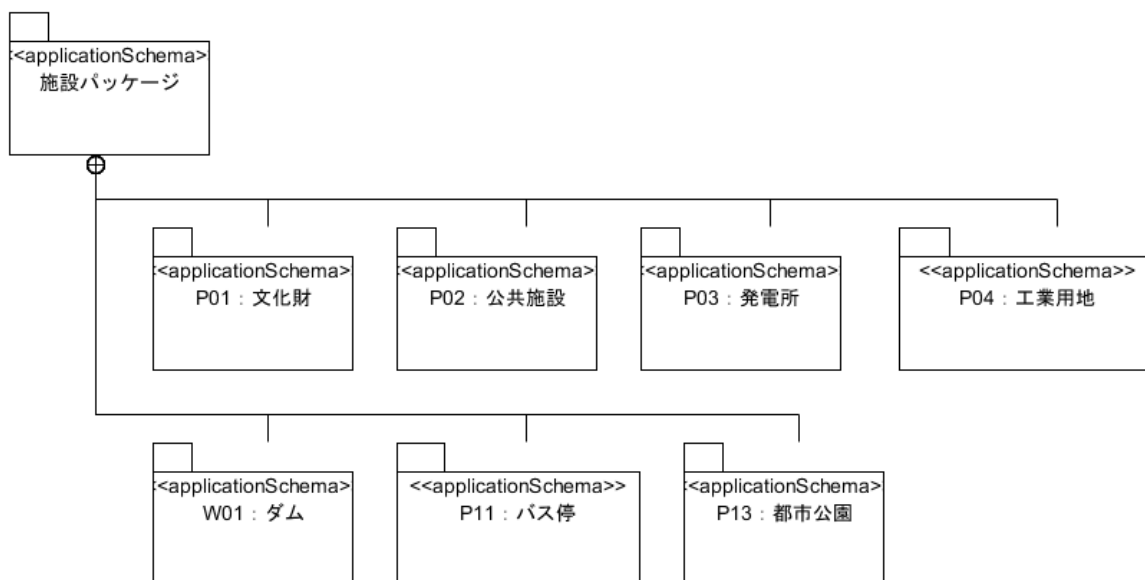 <<applicationSchema>
施設パッケージ
<<applicationSchema>
P01：文化財
<<applicationSchema>
P02：公共施設
<<applicationSchema>
P03：発電所
<<applicationSchema>>
P04：工業用地
<<applicationSchema>
W01：ダム
<<applicationSchema>>
P11：バス停
<<applicationSchema>
P13：都市公園